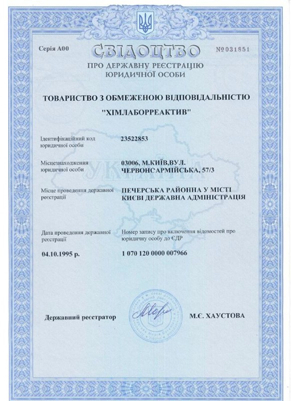 Серія А00
СВІДОЦТВО
ПРО ДЕРЖАВНУ РЕЄСТРАЦІЮ
ЮРИДИЧНОЇ ОСОБИ
ТОВАРИСТВО З ОБМЕЖЕНОЮ ВІДПОВІДАЛЬНІСТЮ
"ХІМЛАБОРРЕАКТИВ"
Ідентифікаційний код
юридичної особи
23522853
Місцезнаходження
юридичної особи
03006, М.КИЇВ,ВУЛ.
ЧЕРВОНОАРМІЙСЬКА, 57/3
Місце проведення державної
реєстрації
ПЕЧЕРСЬКА РАЙОННА У МІСТІ
КИЄВІ ДЕРЖАВНА АДМІНІСТРАЦІЯ
Дата проведення державної
реєстрації
Номер запису про включення відомостей про
юридичну особу до ЄДР
04.10.1995 р.
1 070 120 0000 007966
Державний реєстратор
М.Є. ХАУСТОВА